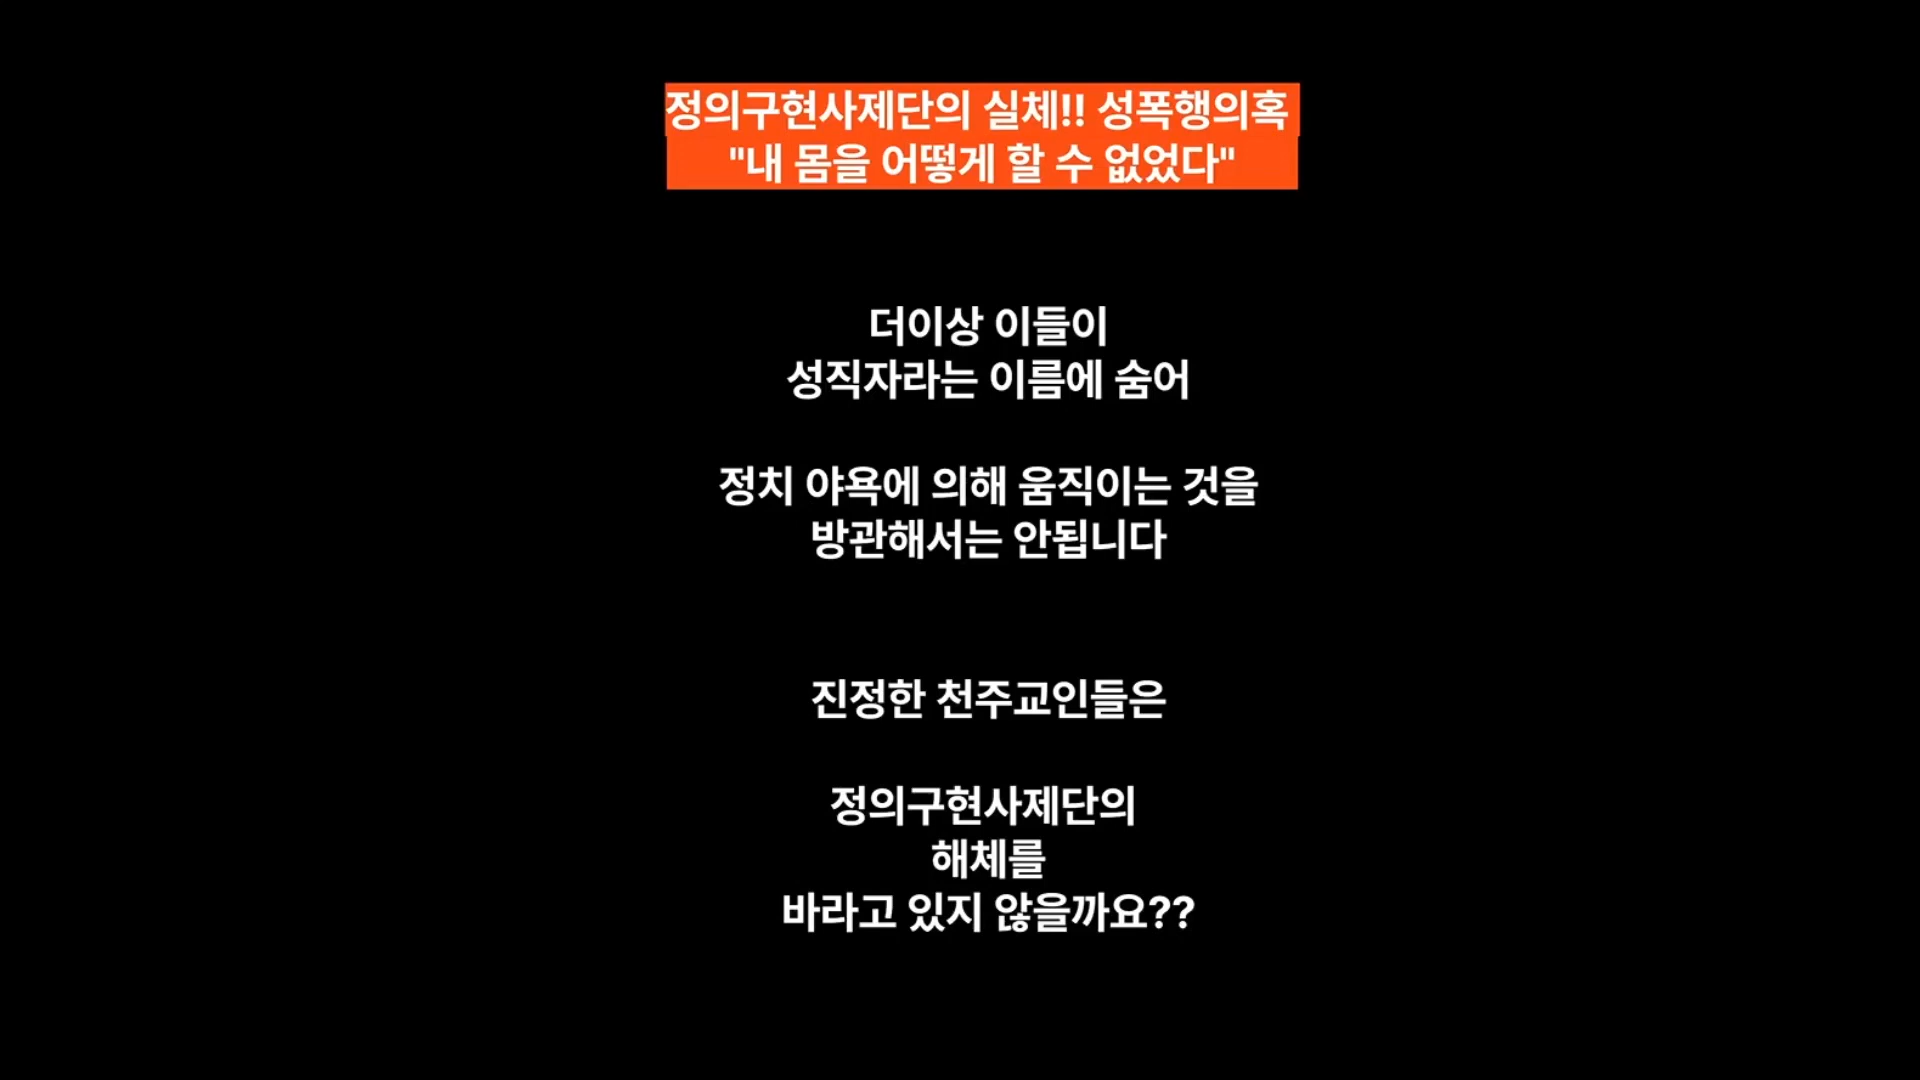 정의구현사제단의 실체!! 성폭행의혹
"내 몸을 어떻게 할 수 없었다"
더이상 이들이
성직자라는 이름에 숨어
정치 야욕에 의해 움직이는 것을
방관해서는 안됩니다
진정한 천주교인들은
정의구현사제단의
해체를
바라고 있지 않을까요??